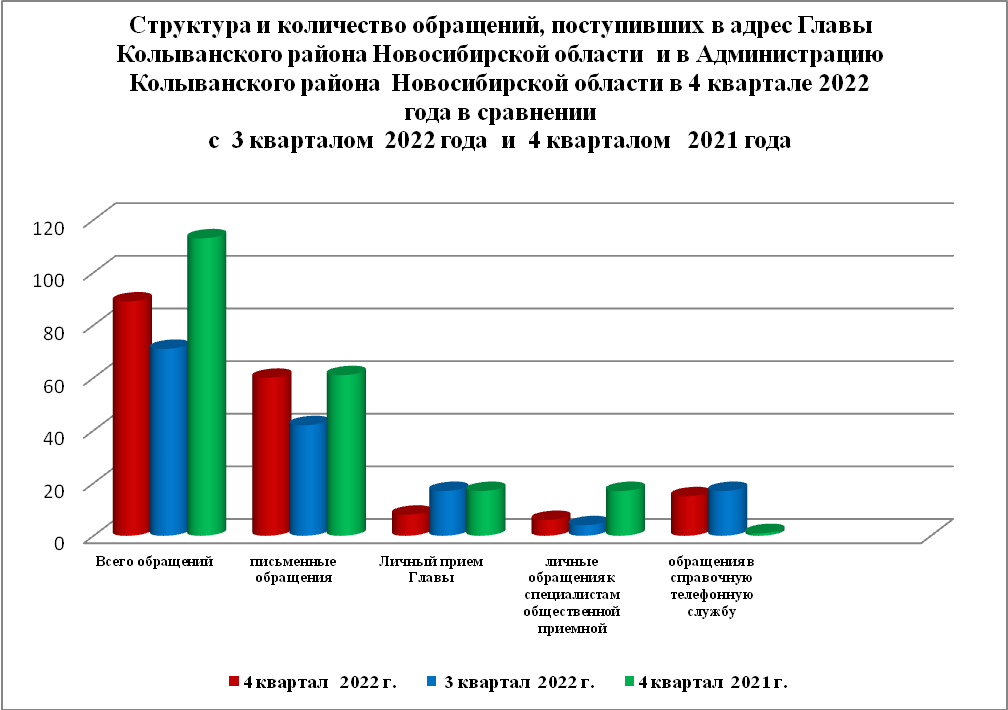 Структура и количество обращений, поступивших в адрес Главы
Колыванского района Новосибирской области и в Администрацию
Колыванского района Новосибирской области в 4 квартале 2022
года в сравнении
с 3 кварталом 2022 года и 4 кварталом 2021 года
120
100
80
60
40
20
0
Всего обращений
письменные
обращения
Личный прием
Главы
личные
обращения к
специалистам
общественной
приемной
обращения в
справочную
телефонную
службу
4 квартал 2022 г.
3 квартал 2022 г.
4 квартал 2021 г.